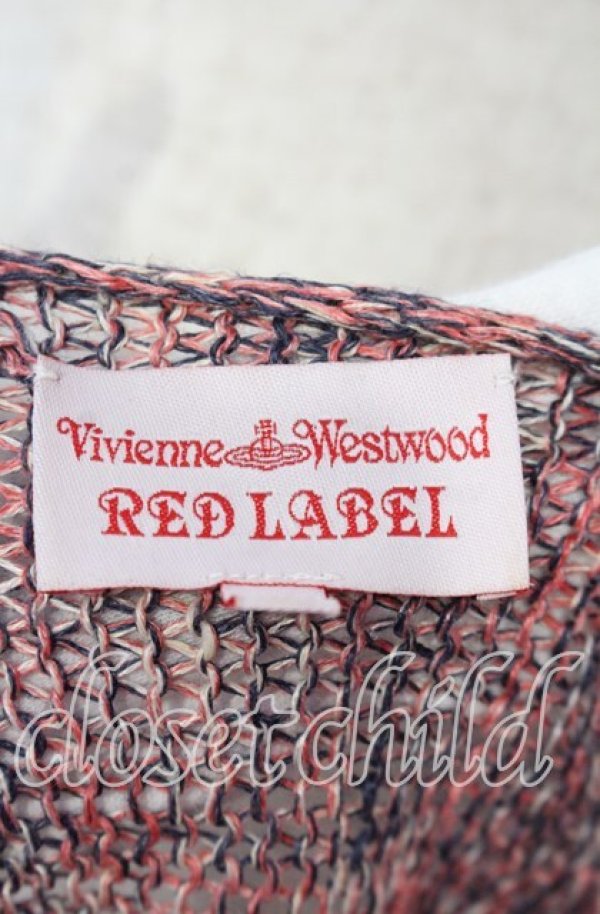 Vivienne Westwood
RED LABEL
closet child